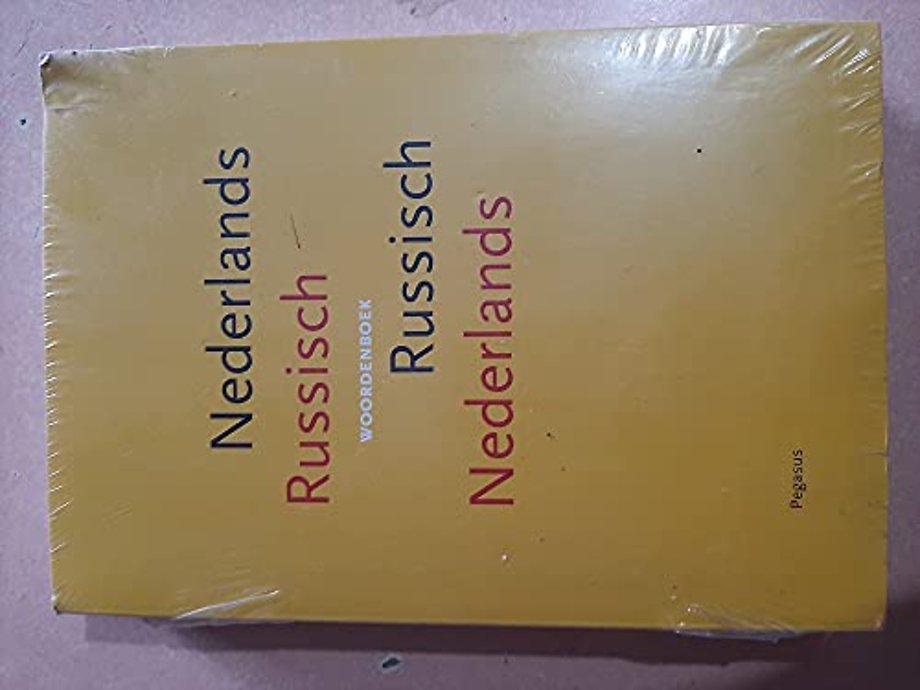 Nederlands
Russisch
WOORDENBOEK
Russisch
Nederlands
Pegasus